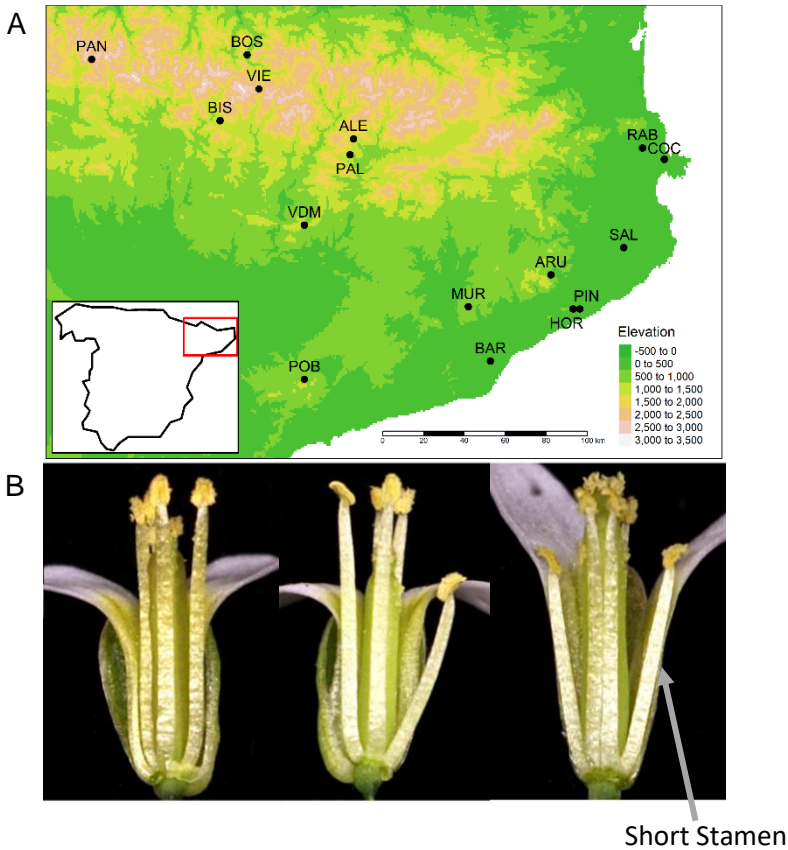 A
PAN
BOS
VIE
BIS
ALE
PAL
RAB
COC
VDM
SAL
ARU
MUR
PIN
HOR
BAR
POB
Elevation
-500 to 0
0 to 500
500 to 1,000
1,000 to 1,500
1,500 to 2,000
2,000 to 2,500
2,500 to 3,000
3,000 to 3,500
0 20 40 60 80 100 km
B
Short Stamen